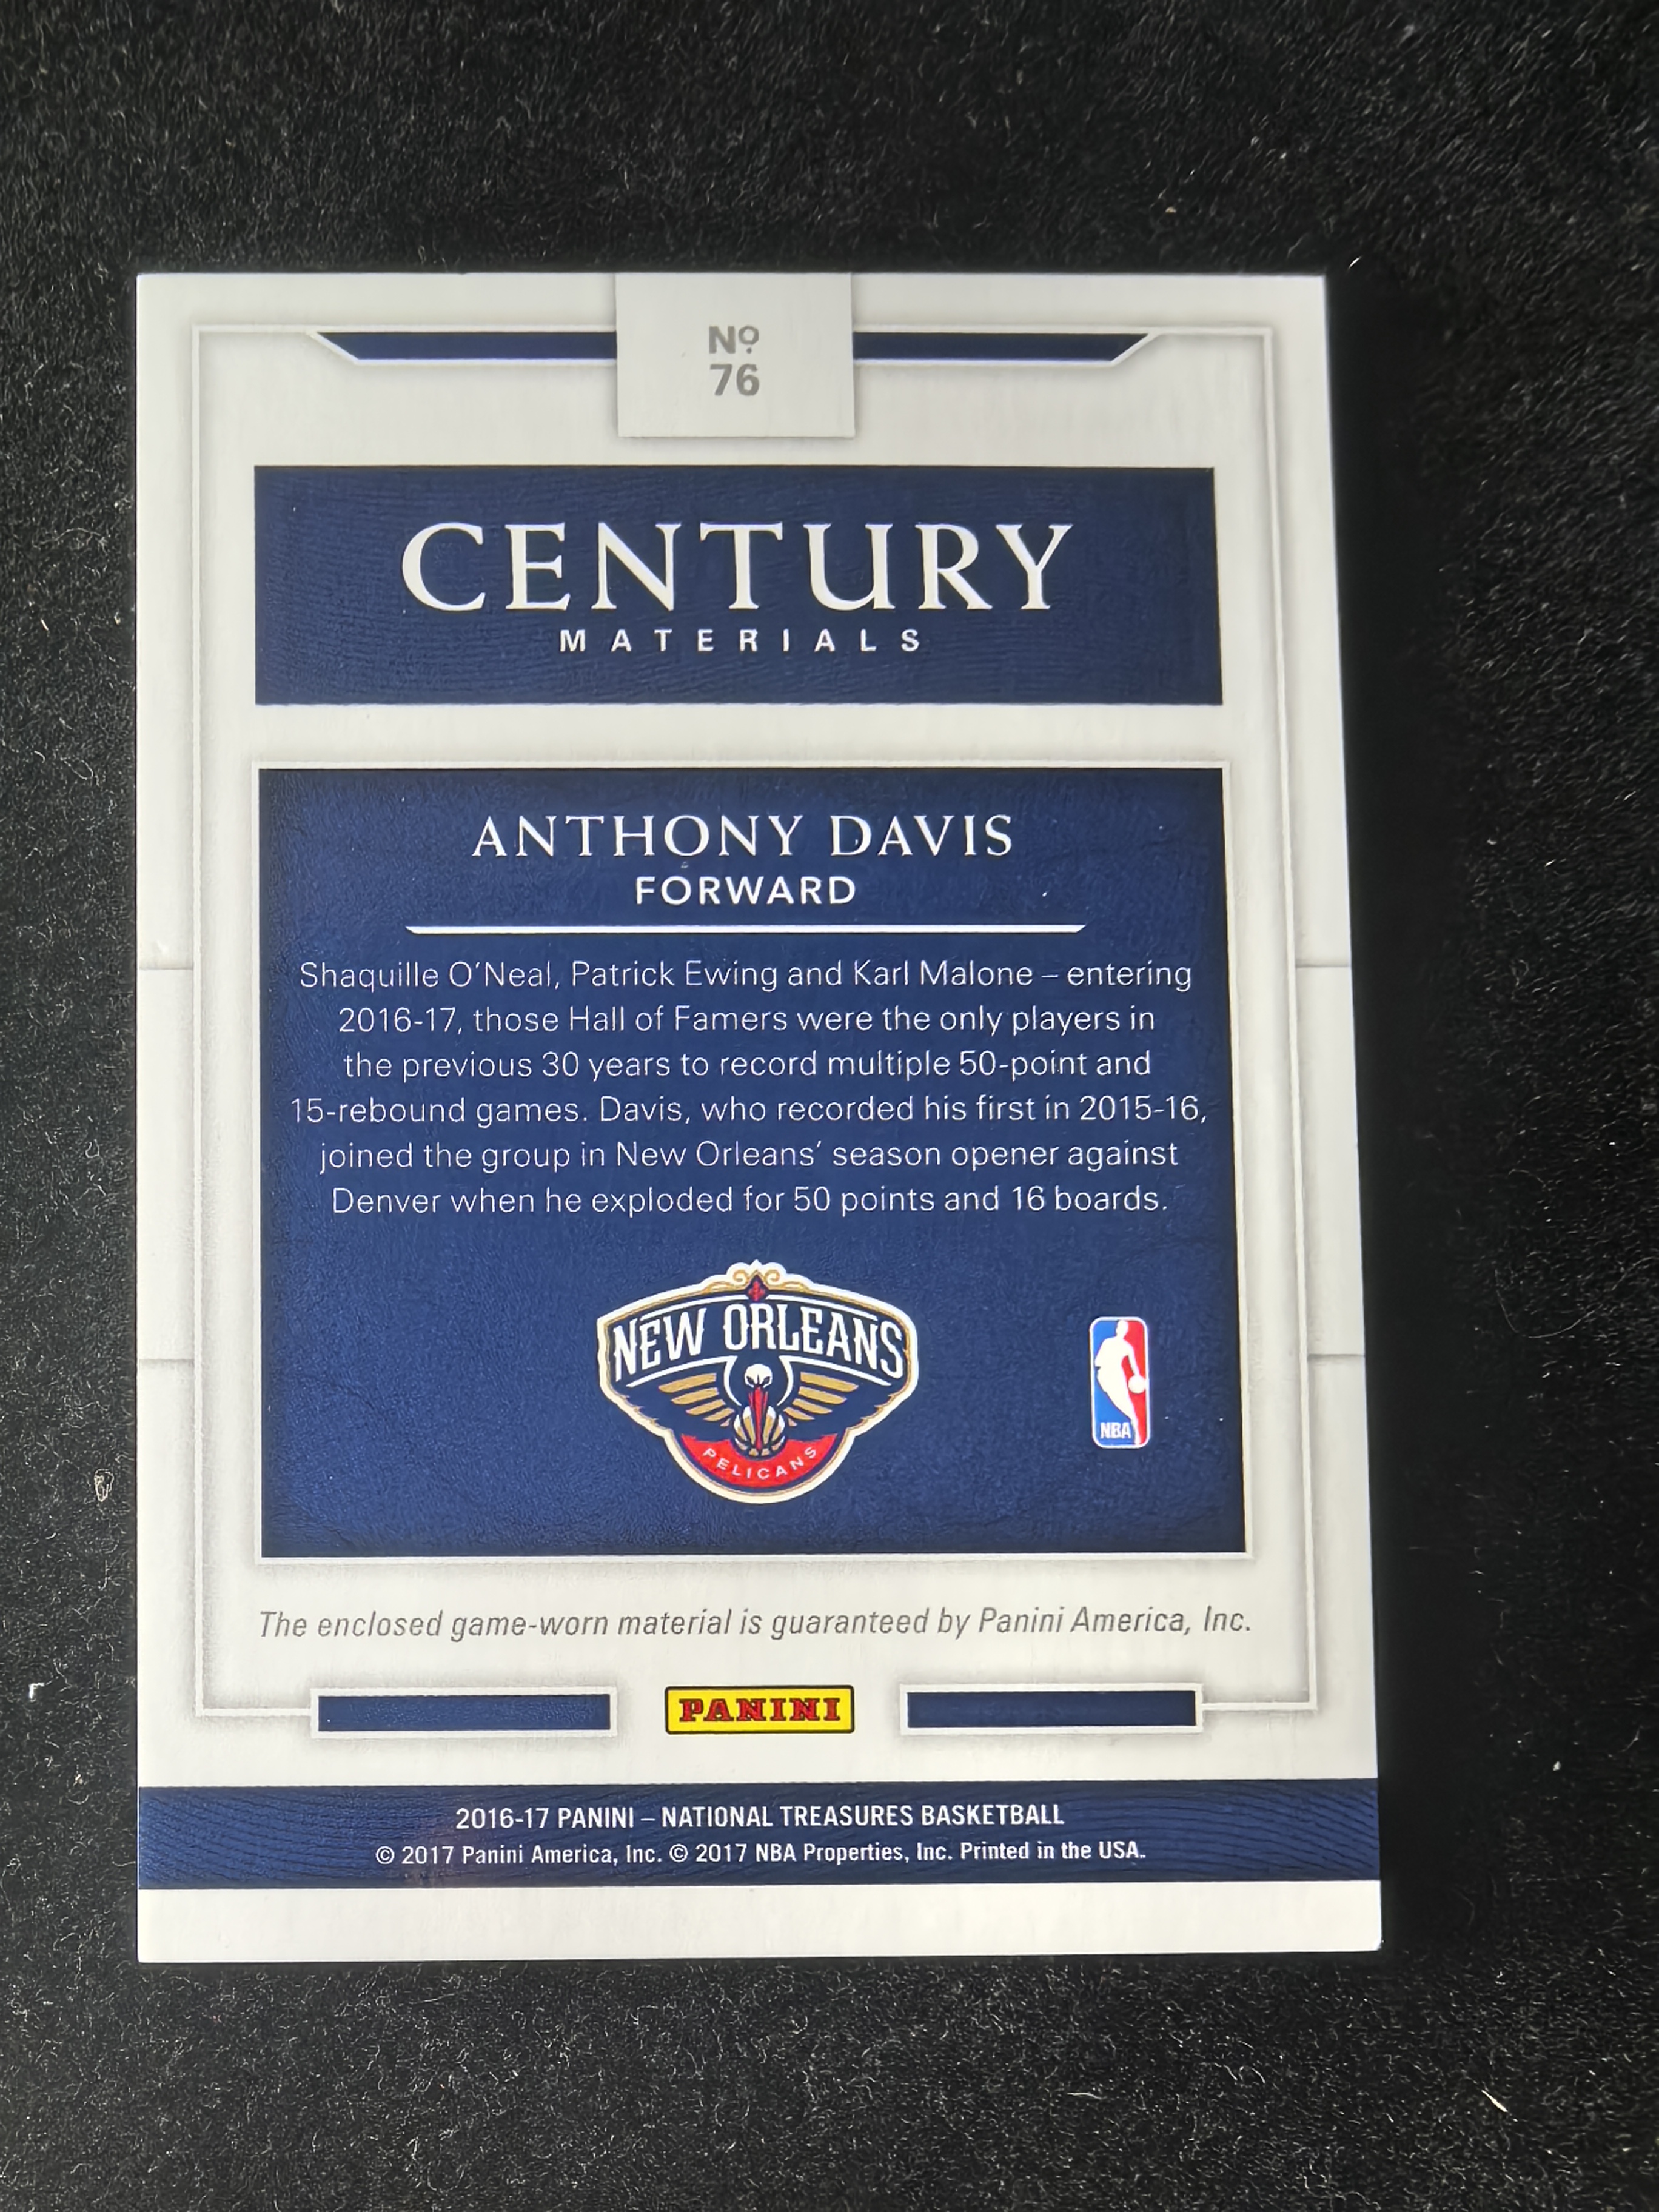 Nº
76
CENTURY
MATERIALS
ANTHONY DAVIS
FORWARD
Shaquille O'Neal, Patrick Ewing and Karl Malone – entering
2016-17, those Hall of Famers were the only players in
the previous 30 years to record multiple 50-point and
15-rebound games. Davis, who recorded his first in 2015-16,
joined the group in New Orleans' season opener against
Denver when he exploded for 50 points and 16 boards.
NEW ORLEANS
PELICANS
NBA
The enclosed game-worn material is guaranteed by Panini America, Inc.
PANINI
2016-17 PANINI – NATIONAL TREASURES BASKETBALL
© 2017 Panini America, Inc. © 2017 NBA Properties, Inc. Printed in the USA.